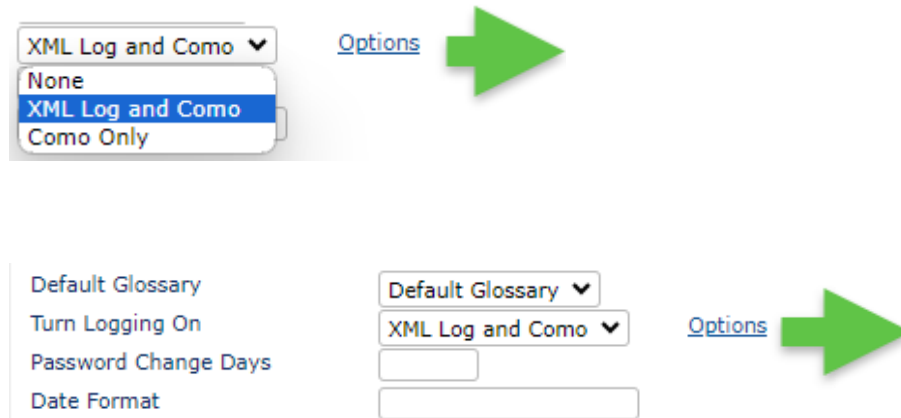 XML Log and Como Options
None
XML Log and Como
Como Only
Default Glossary Default Glossary
Turn Logging On XML Log and Como Options
Password Change Days
Date Format